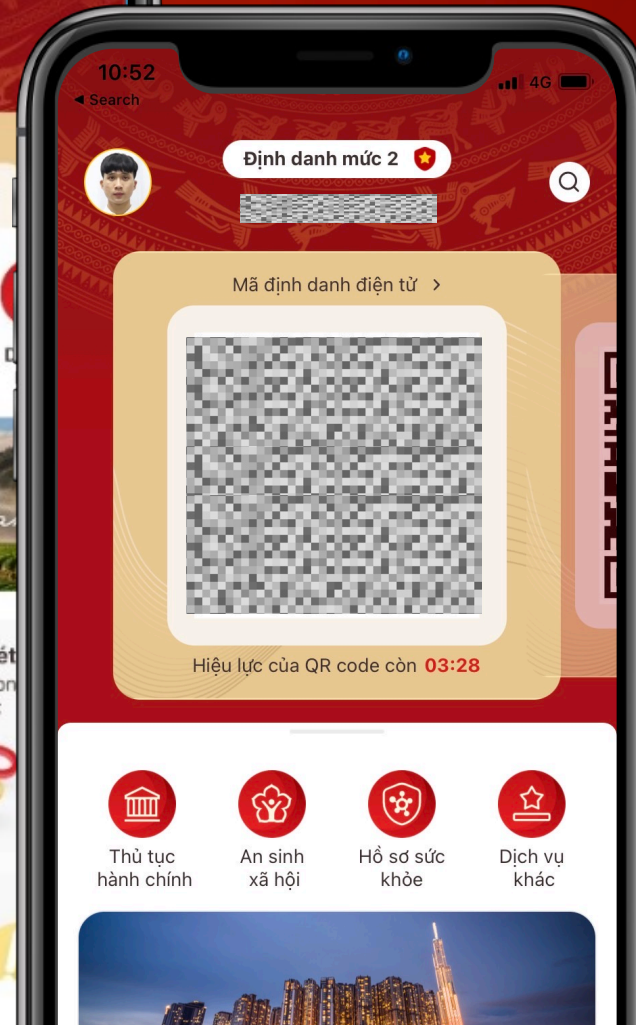 10:52
4G
◀ Search
Định danh mức 2
Mã định danh điện tử >
Hiệu lực của QR code còn 03:28
Thủ tục
hành chính
An sinh
xã hội
Hồ sơ sức
khỏe
Dịch vụ
khác